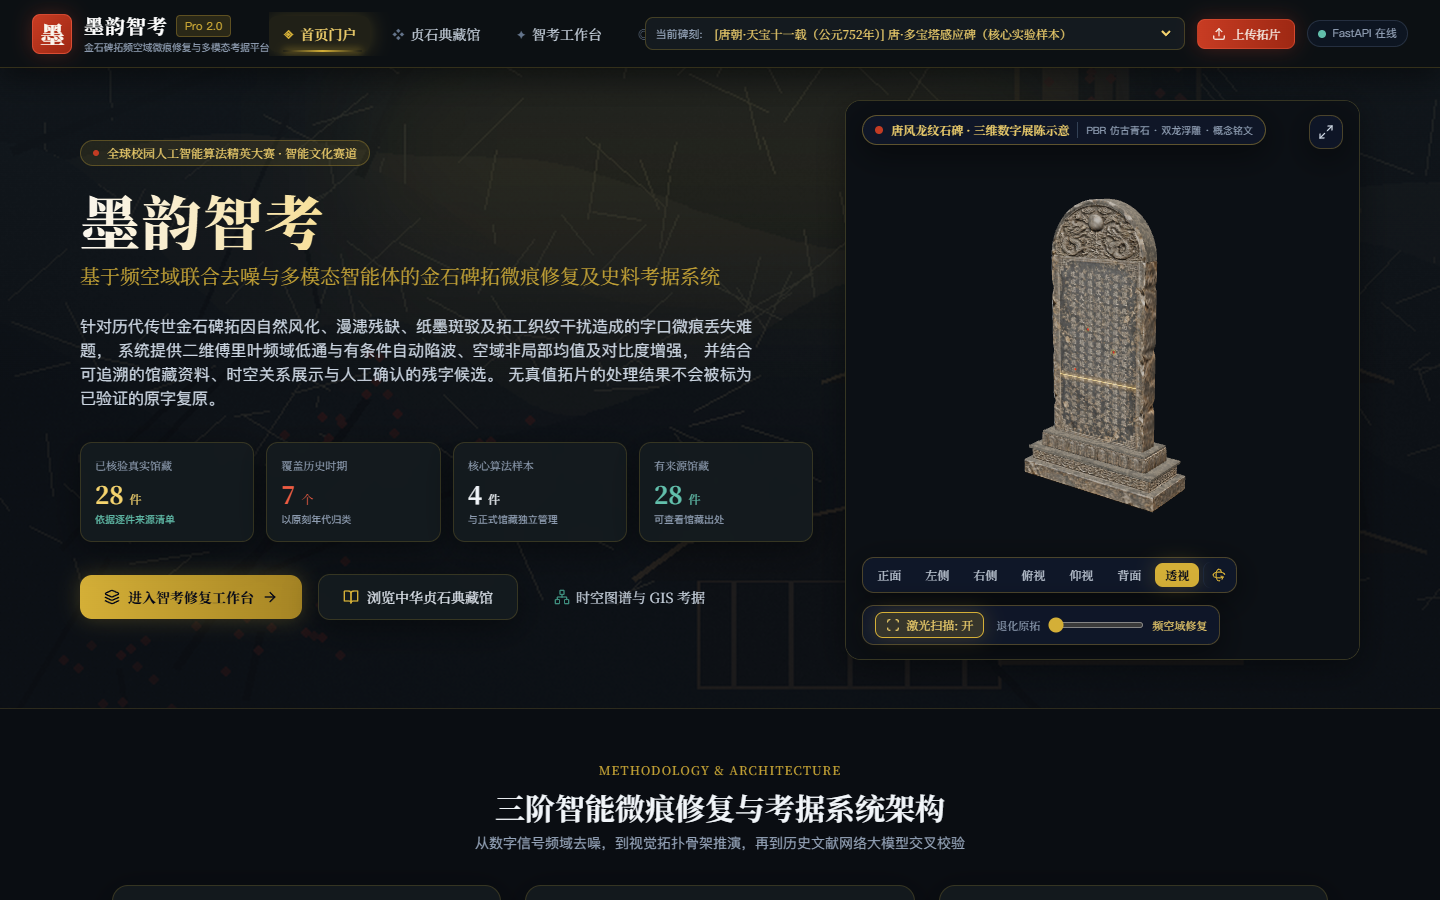 墨
墨韵智考 Pro 2.0
金石碑拓频空域微痕修复与多模态考据平台
首页门户
贞石典藏馆
智考工作台
当前碑刻: [唐朝·天宝十一载（公元752年）] 唐·多宝塔感应碑（核心实验样本）
上传拓片
FastAPI 在线
全球校园人工智能算法精英大赛 · 智能文化赛道
墨韵智考
基于频空域联合去噪与多模态智能体的金石碑拓微痕修复及史料考据系统
针对历代传世金石碑拓因自然风化、漫漶残缺、纸墨斑驳及拓工织纹干扰造成的字口微痕丢失难
题， 系统提供二维傅里叶频域低通与有条件自动陷波、空域非局部均值及对比度增强， 并结合
可追溯的馆藏资料、时空关系展示与人工确认的残字候选。 无真值拓片的处理结果不会被标为
已验证的原字复原。
已核验真实馆藏
28 件
依据逐件来源清单
覆盖历史时期
7 个
以原刻年代归类
核心算法样本
4 件
与正式馆藏独立管理
有来源馆藏
28 件
可查看馆藏出处
进入智考修复工作台
浏览中华贞石典藏馆
时空图谱与 GIS 考据
唐风龙纹石碑 · 三维数字展陈示意
PBR 仿古青石 · 双龙浮雕 · 概念铭文
正面 左侧 右侧 俯视 仰视 背面 透视
激光扫描: 开 退化原拓 频空域修复
METHODOLOGY & ARCHITECTURE
三阶智能微痕修复与考据系统架构
从数字信号频域去噪，到视觉拓扑骨架推演，再到历史文献网络大模型交叉校验